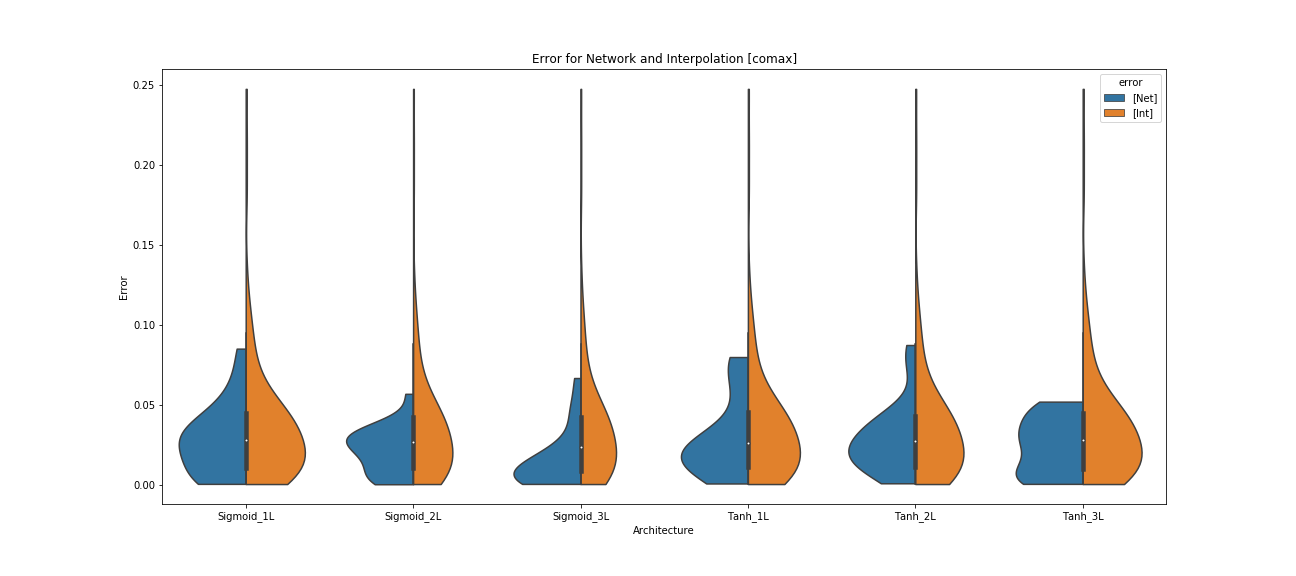 Error for Network and Interpolation [comax]
error
[Net]
[Int]
0.25
0.20
0.15
0.10
0.05
0.00
Error
Sigmoid_1L
Sigmoid_2L
Sigmoid_3L
Tanh_1L
Tanh_2L
Tanh_3L
Architecture